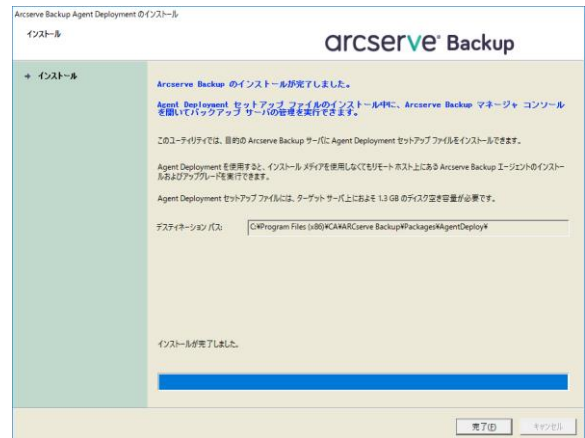 Arcserve Backup Agent Deployment のインストール
インストール
arcserve® Backup
インストール
Arcserve Backup のインストールが完了しました。
Agent Deployment セットアップ ファイルのインストール中に、Arcserve Backup マネージャ コンソール
を開いてバックアップ サーバの管理を実行できます。
このユーティリティでは、目的の Arcserve Backup サーバに Agent Deployment セットアップ ファイルをインストールできます。
Agent Deployment を使用すると、インストール メディアを使用しなくてもリモート ホスト上にある Arcserve Backup エージェントのインストー
ルおよびアップグレードを実行できます。
Agent Deployment セットアップ ファイルには、ターゲット サーバ上におよそ 1.3 GB のディスク空き容量が必要です。
デスティネーション パス:
C:¥Program Files (x86)¥CA¥ARCserve Backup¥Packages¥AgentDeploy¥
インストールが完了しました。
完了(F)
キャンセル